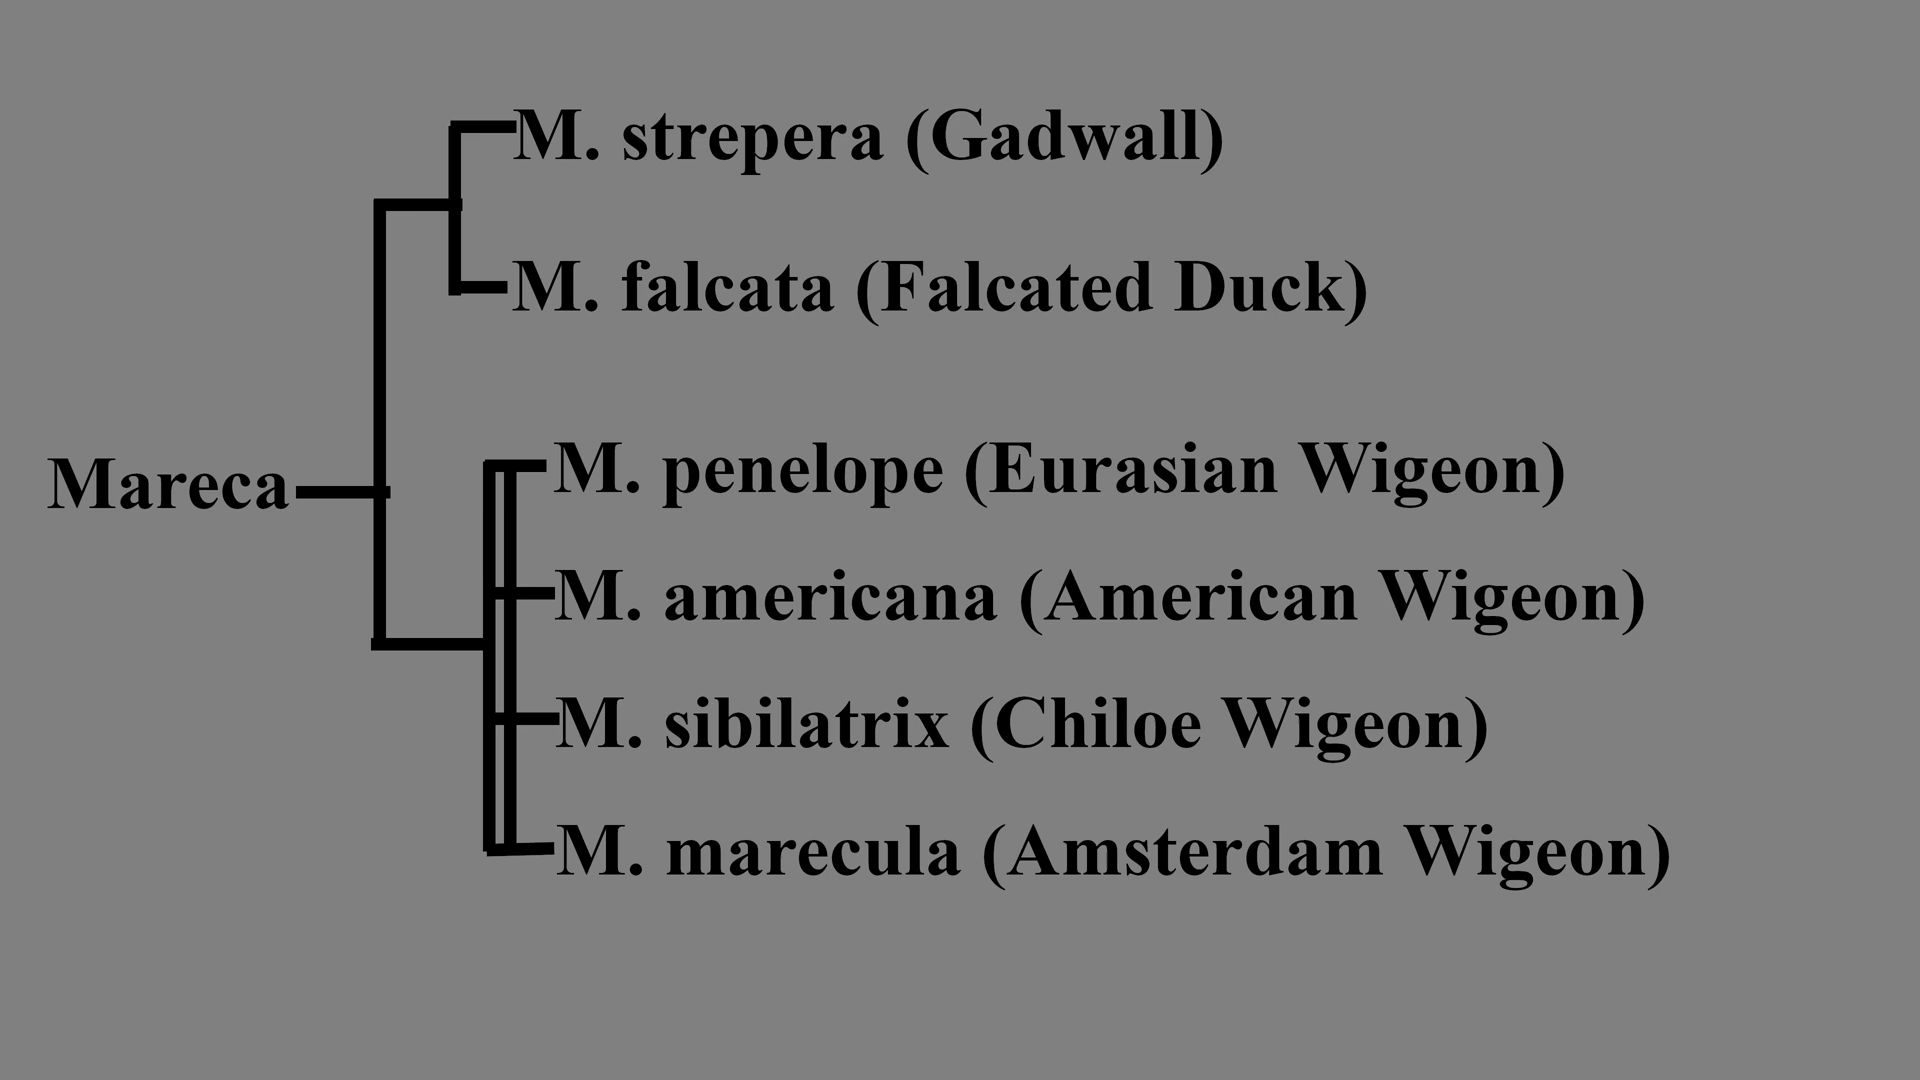 M. strepera (Gadwall)
M. falcata (Falcated Duck)
Mareca
M. penelope (Eurasian Wigeon)
M. americana (American Wigeon)
M. sibilatrix (Chiloe Wigeon)
M. marecula (Amsterdam Wigeon)